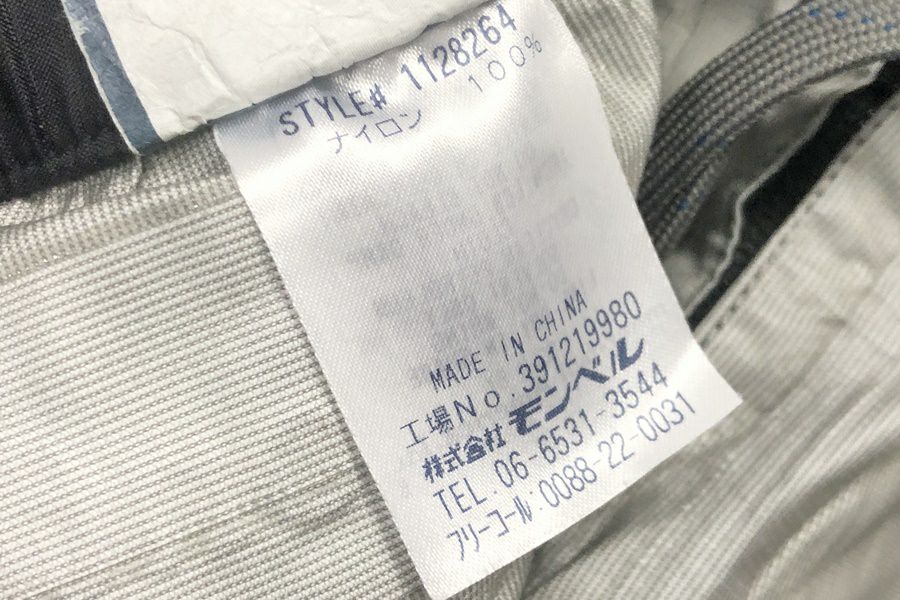 STYLE# 1128264
ナイロン 100%
MADE IN CHINA
工場No.391219980
株式会社モンベル
TEL.06-6531-3544
フリーコール:0088-22-0031